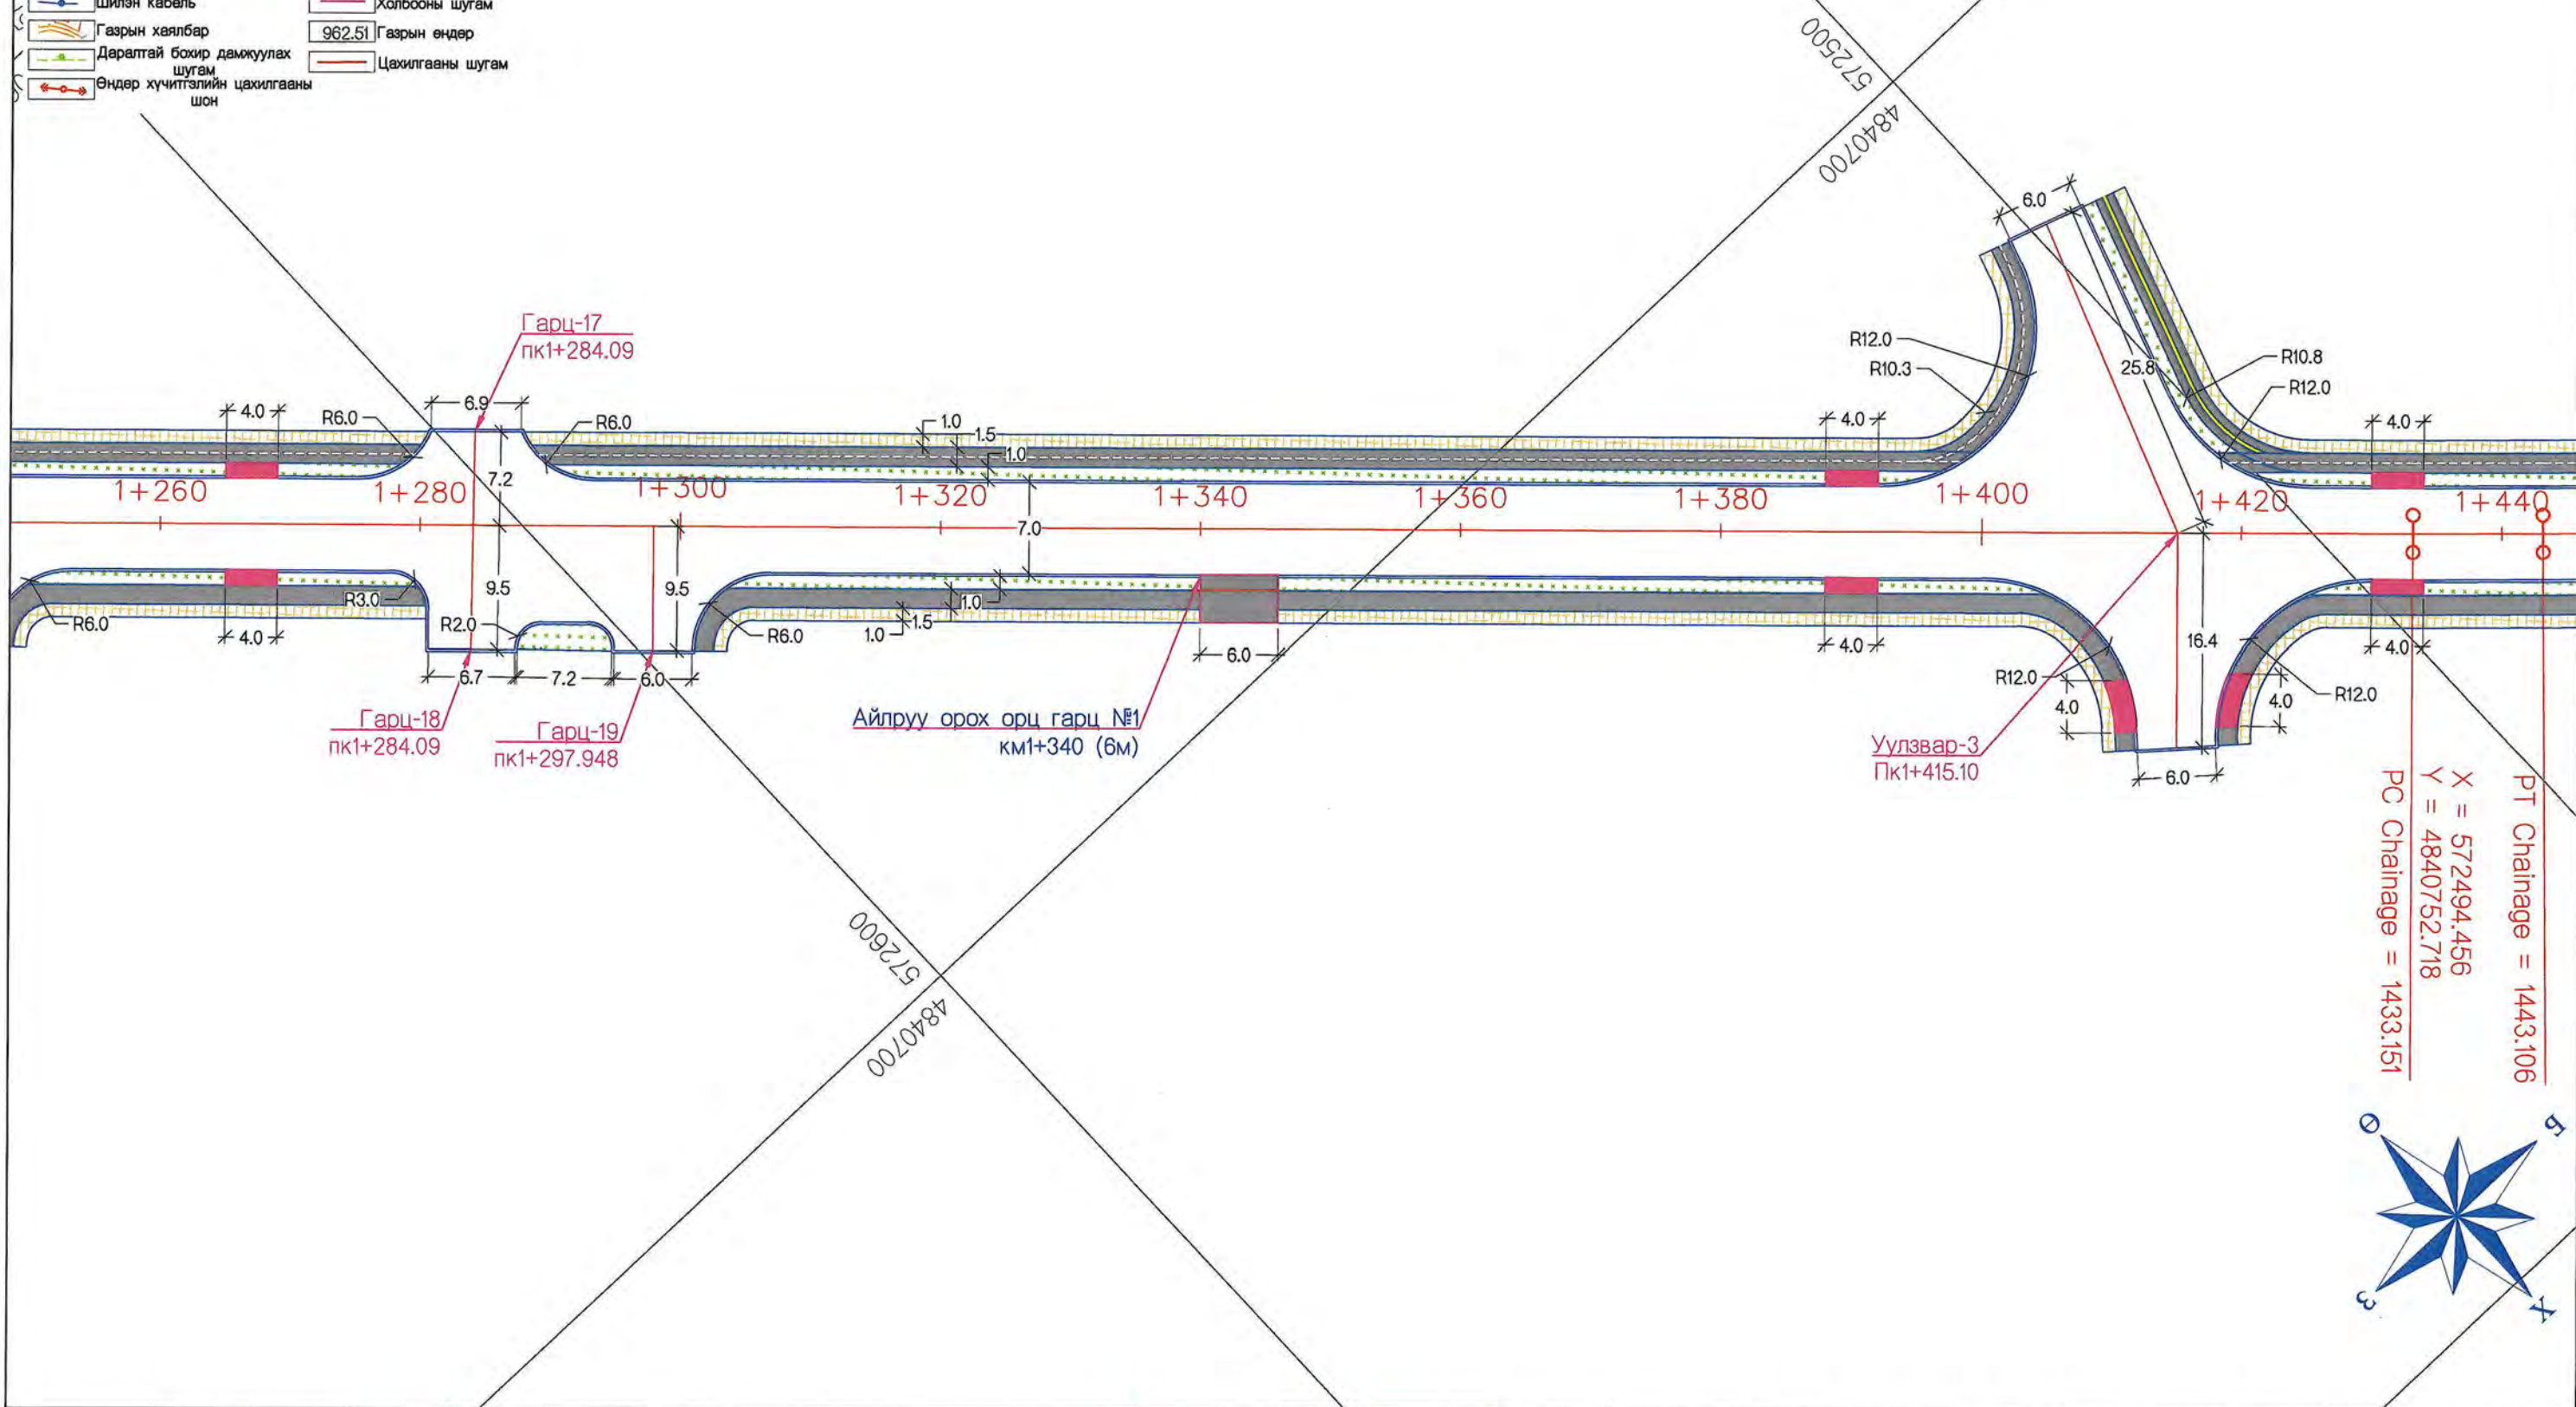 Шилэн кабель
Холбооны шугам
Газрын хаялбар
962.51 Газрын өндөр
Даралтай бохир дамжуулах
шугам
Цахилгааны шугам
Өндөр хүчитгэлийн цахилгааны
шон
572500
4840700
6.0
25.8
R12.0
R10.3
R10.8
R12.0
Гарц-17
пк1+284.09
4.0
R6.0
6.9
R6.0
1.0
1.5
1.0
4.0
4.0
7.2
1+260
1+280
1+300
1+320
1+340
1+360
1+380
1+400
1+420
1+440
7.0
R6.0
4.0
R3.0
9.5
R2.0
9.5
R6.0
1.0
1.5
1.0
6.0
4.0
16.4
4.0
6.7
7.2
6.0
R12.0
4.0
4.0
R12.0
6.0
Гарц-18
пк1+284.09
Гарц-19
пк1+297.948
Айлруу орох орц гарц №1
км1+340 (6м)
Уулзвар-3
Пк1+415.10
PT Chainage = 1443.106
X = 572494.456
Y = 4840752.718
PC Chainage = 1433.151
572600
4840700
Ө
б
З
Х